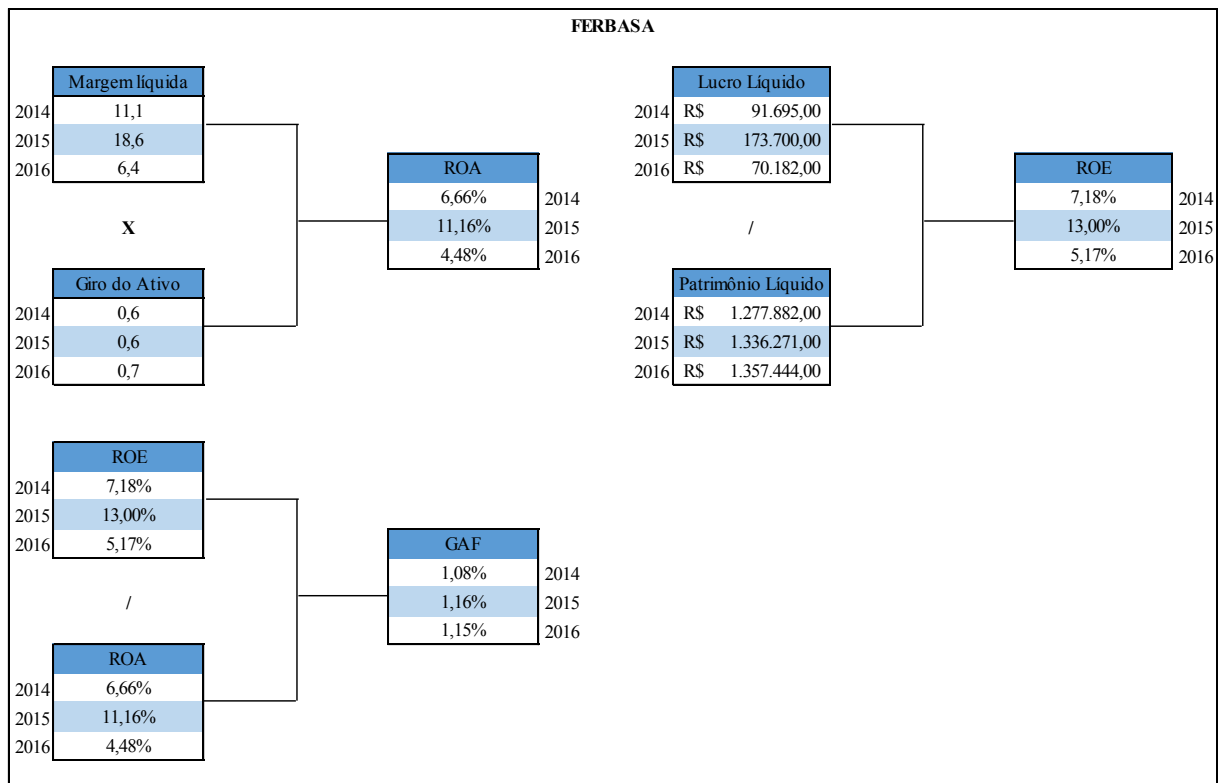 FERBASA
Margem líquida
2014 11,1
2015 18,6
2016 6,4
X
Giro do Ativo
2014 0,6
2015 0,6
2016 0,7
ROA
6,66% 2014
11,16% 2015
4,48% 2016
Lucro Líquido
2014 R$ 91.695,00
2015 R$ 173.700,00
2016 R$ 70.182,00
/
Patrimônio Líquido
2014 R$ 1.277.882,00
2015 R$ 1.336.271,00
2016 R$ 1.357.444,00
ROE
7,18% 2014
13,00% 2015
5,17% 2016
ROE
2014 7,18%
2015 13,00%
2016 5,17%
/
ROA
2014 6,66%
2015 11,16%
2016 4,48%
GAF
1,08% 2014
1,16% 2015
1,15% 2016